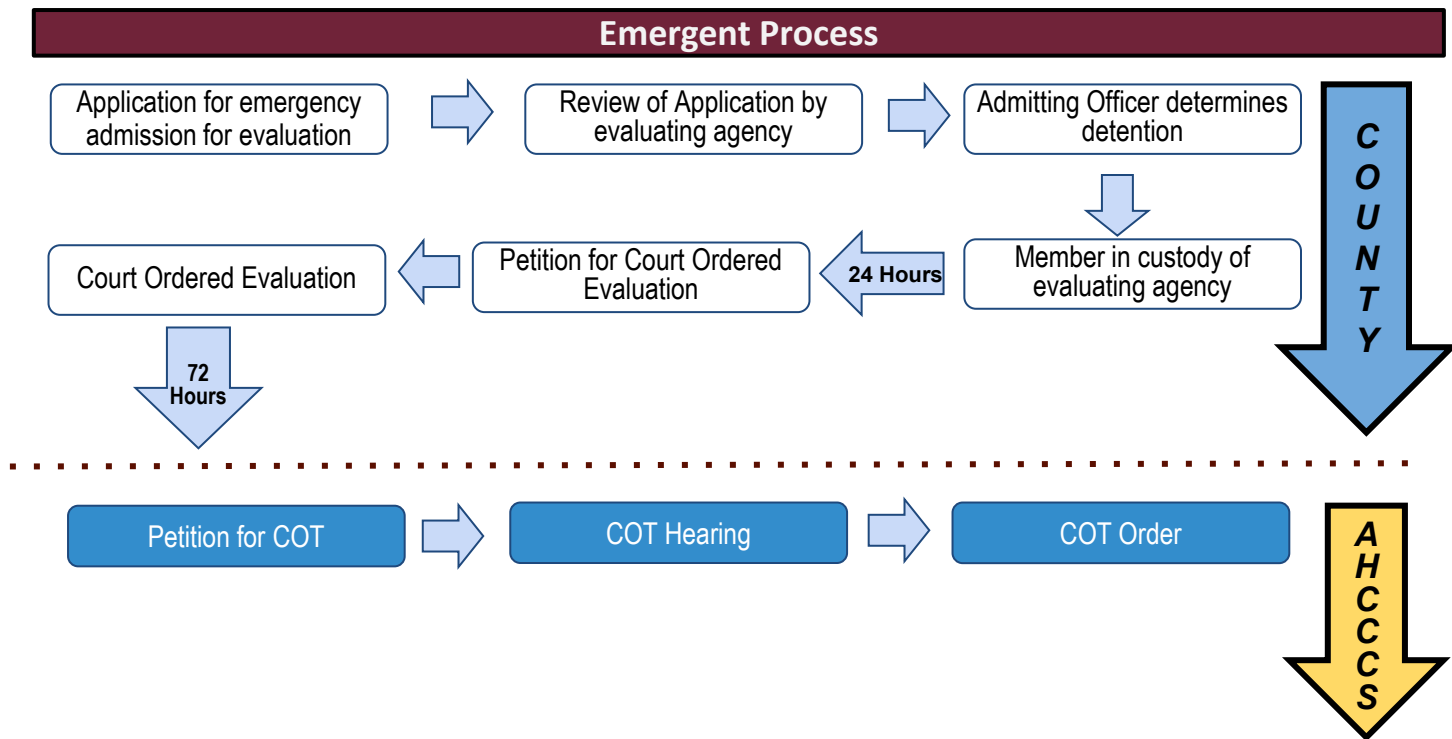 Emergent Process
Application for emergency
admission for evaluation
Review of Application by
evaluating agency
Admitting Officer determines
detention
COUNTY
Court Ordered Evaluation
Petition for Court Ordered
Evaluation
24 Hours
Member in custody of
evaluating agency
72
Hours
Petition for COT
COT Hearing
COT Order
AHCCCS